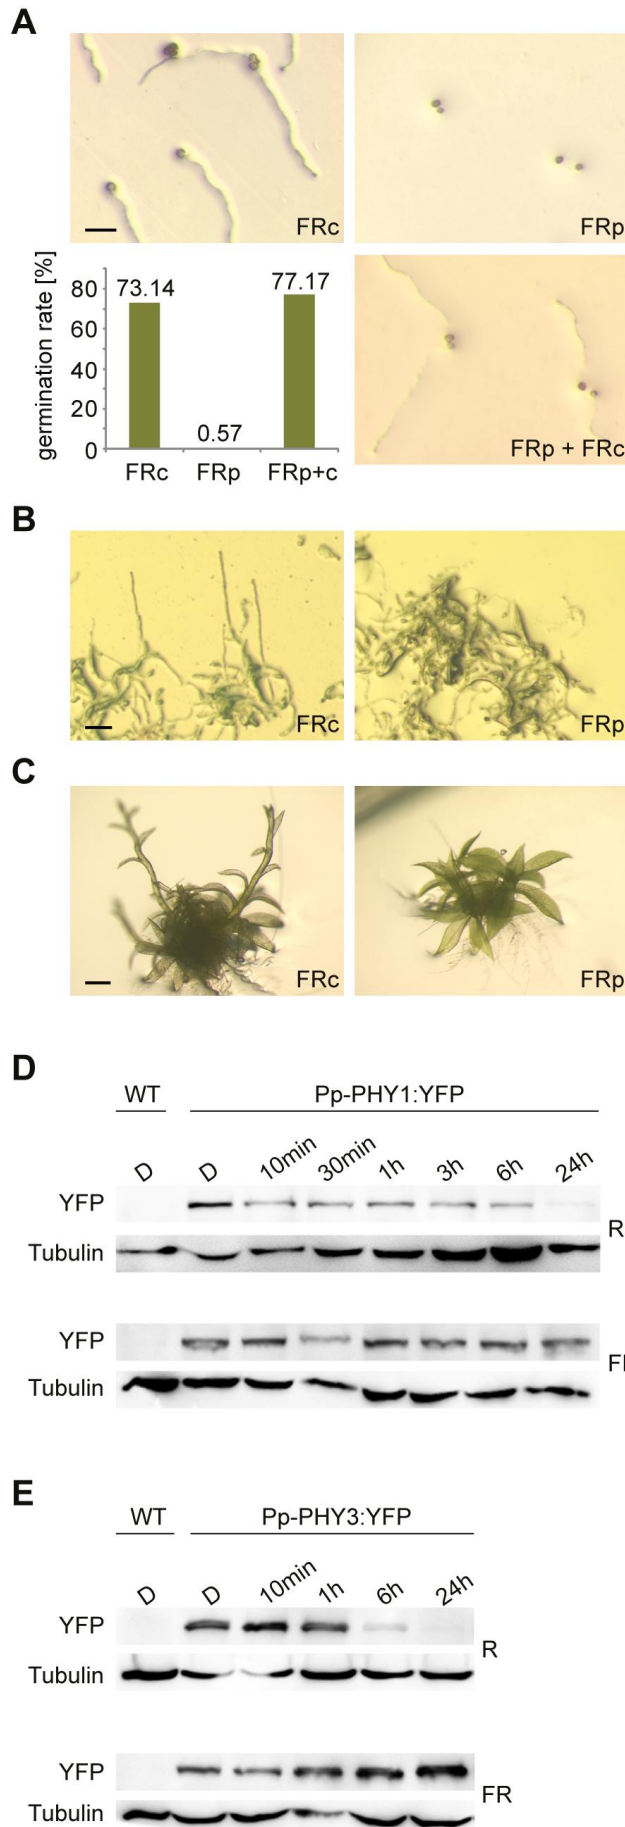 A
FRc
FRp
germination rate [%]
80
60
40
20
0
73.14
0.57
77.17
FRc FRp FRp+c
FRp + FRc
B
FRc
FRp
C
FRc
FRp
D
WT Pp-PHY1:YFP
D D 10min 30min 1h 3h 6h 24h
YFP
R
Tubulin
YFP
Tubulin
E
WT Pp-PHY3:YFP
D D 10min 1h 6h 24h
YFP
R
Tubulin
YFP
FR
Tubulin